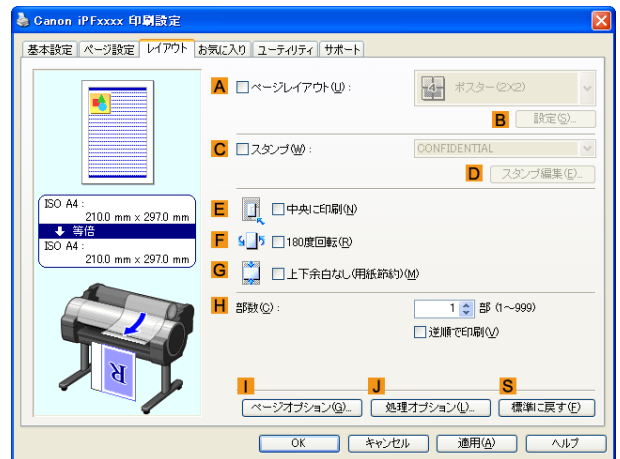 Canon iPFxxxx 印刷設定
基本設定 ページ設定 レイアウト お気に入り ユーティリティ サポート
A ページレイアウト(U) : 4 ポスター(2X2)
B 設定(S)...
C スタンプ(W) : CONFIDENTIAL
D スタンプ編集(E)...
ISO A4 :
210.0 mm x 297.0 mm
等倍
ISO A4 :
210.0 mm x 297.0 mm
E 中央に印刷(N)
F 180度回転(R)
G 上下余白なし(用紙節約)(M)
H 部数(C) : 1 部 (1～999)
逆順で印刷(V)
R
I J S
ページオプション(G)... 処理オプション(L)... 標準に戻す(F)
OK キャンセル 適用(A) ヘルプ